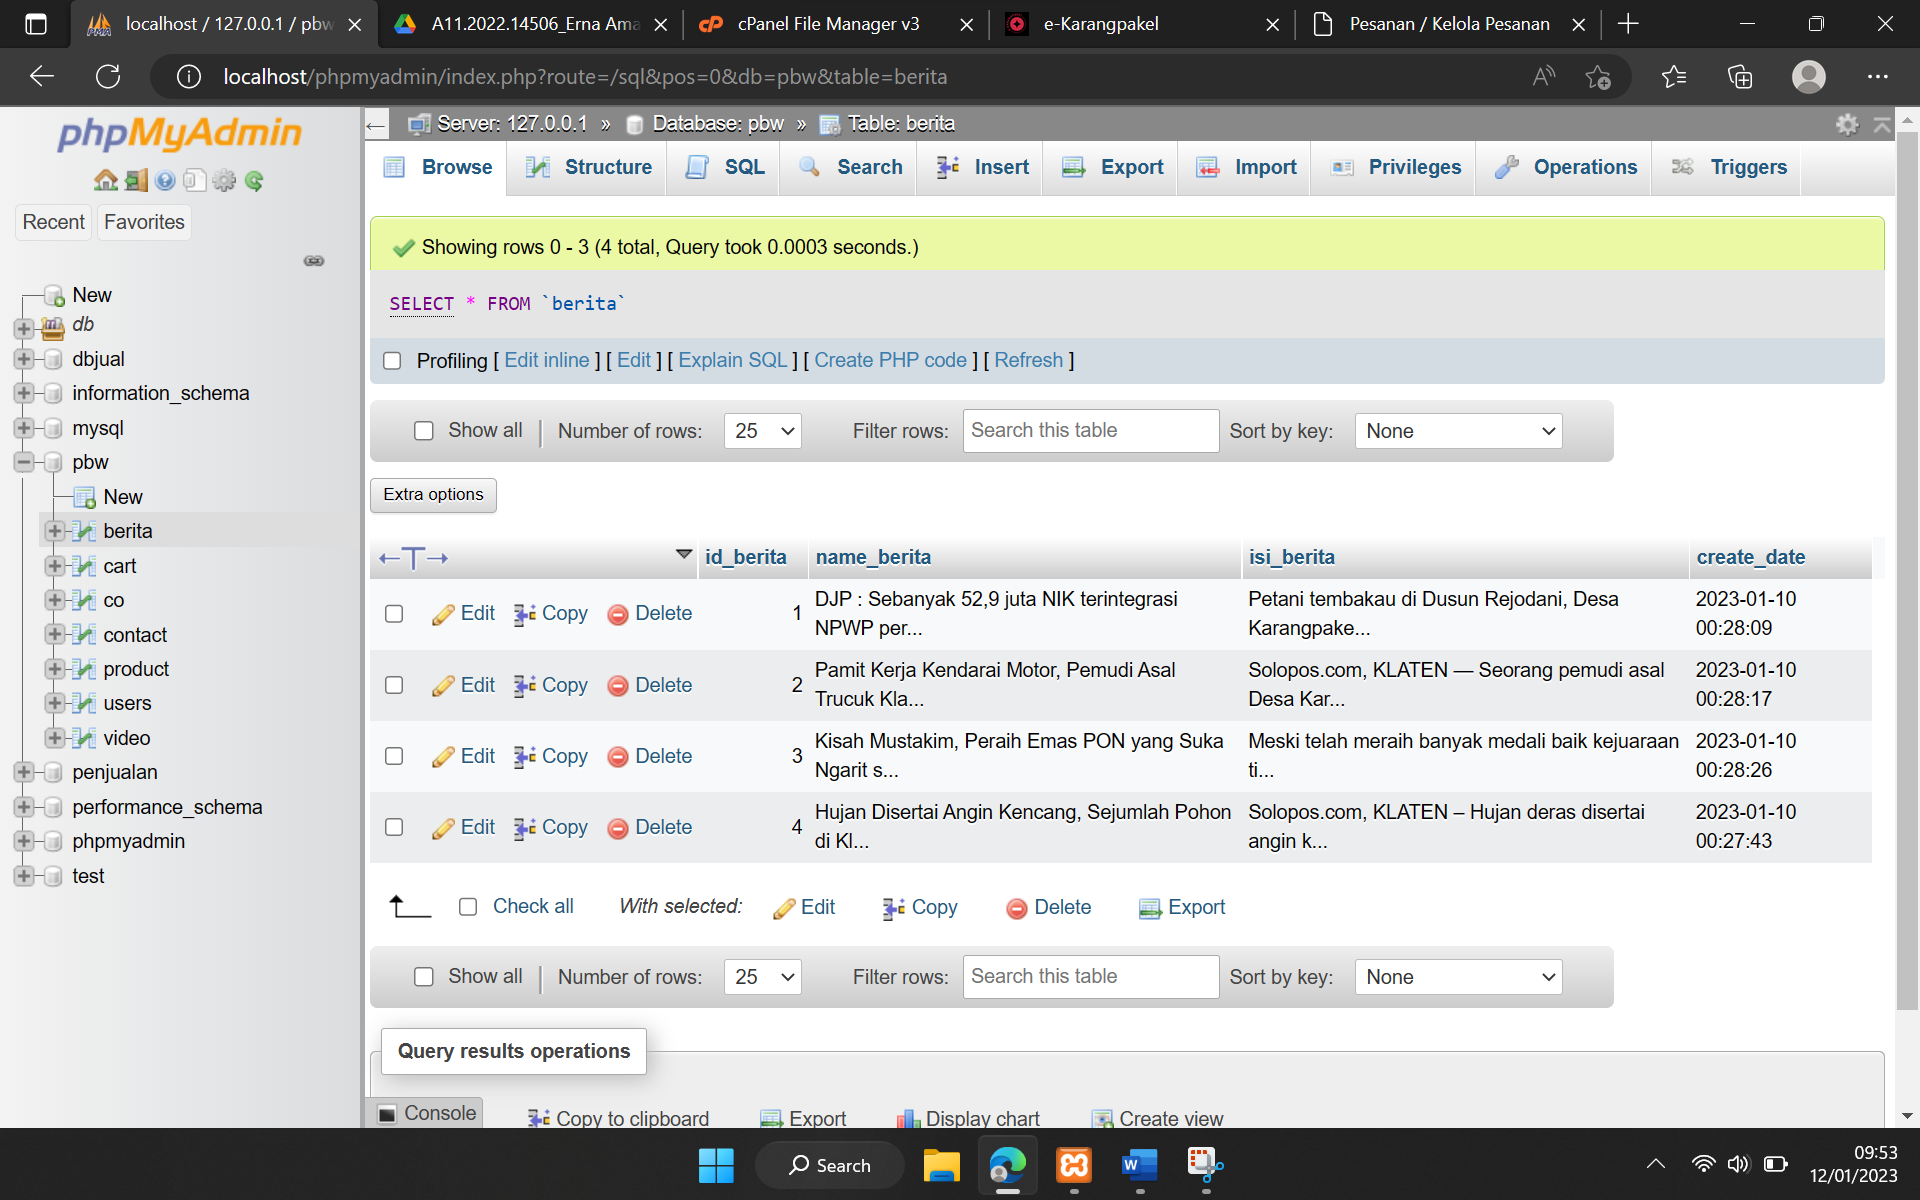 localhost / 127.0.0.1 / pbw
A11.2022.14506_Erna Ama
cPanel File Manager v3
e-Karangpakel
Pesanan / Kelola Pesanan
localhost/phpmyadmin/index.php?route=/sql&pos=0&db=pbw&table=berita
phpMyAdmin
Recent
Favorites
New
db
dbjual
information_schema
mysql
pbw
New
berita
cart
co
contact
product
users
video
penjualan
performance_schema
phpmyadmin
test
Server: 127.0.0.1 » Database: pbw » Table: berita
Browse Structure SQL Search Insert Export Import Privileges Operations Triggers
Showing rows 0 - 3 (4 total, Query took 0.0003 seconds.)
SELECT * FROM `berita`
Profiling [ Edit inline ] [ Edit ] [ Explain SQL ] [ Create PHP code ] [ Refresh ]
Show all Number of rows: 25 Filter rows: Search this table Sort by key: None
Extra options
id_berita name_berita isi_berita create_date
Edit Copy Delete 1 DJP : Sebanyak 52,9 juta NIK terintegrasi Petani tembakau di Dusun Rejodani, Desa 2023-01-10
NPWP per... Karangpake... 00:28:09
Edit Copy Delete 2 Pamit Kerja Kendarai Motor, Pemudi Asal Solopos.com, KLATEN — Seorang pemudi asal 2023-01-10
Trucuk Kla... Desa Kar... 00:28:17
Edit Copy Delete 3 Kisah Mustakim, Peraih Emas PON yang Suka Meski telah meraih banyak medali baik kejuaraan 2023-01-10
Ngarit s... ti... 00:28:26
Edit Copy Delete 4 Hujan Disertai Angin Kencang, Sejumlah Pohon Solopos.com, KLATEN – Hujan deras disertai 2023-01-10
di Kl... angin k... 00:27:43
Check all With selected: Edit Copy Delete Export
Show all Number of rows: 25 Filter rows: Search this table Sort by key: None
Query results operations
Console
Copy to clipboard Export Display chart Create view
Search
09:53
12/01/2023